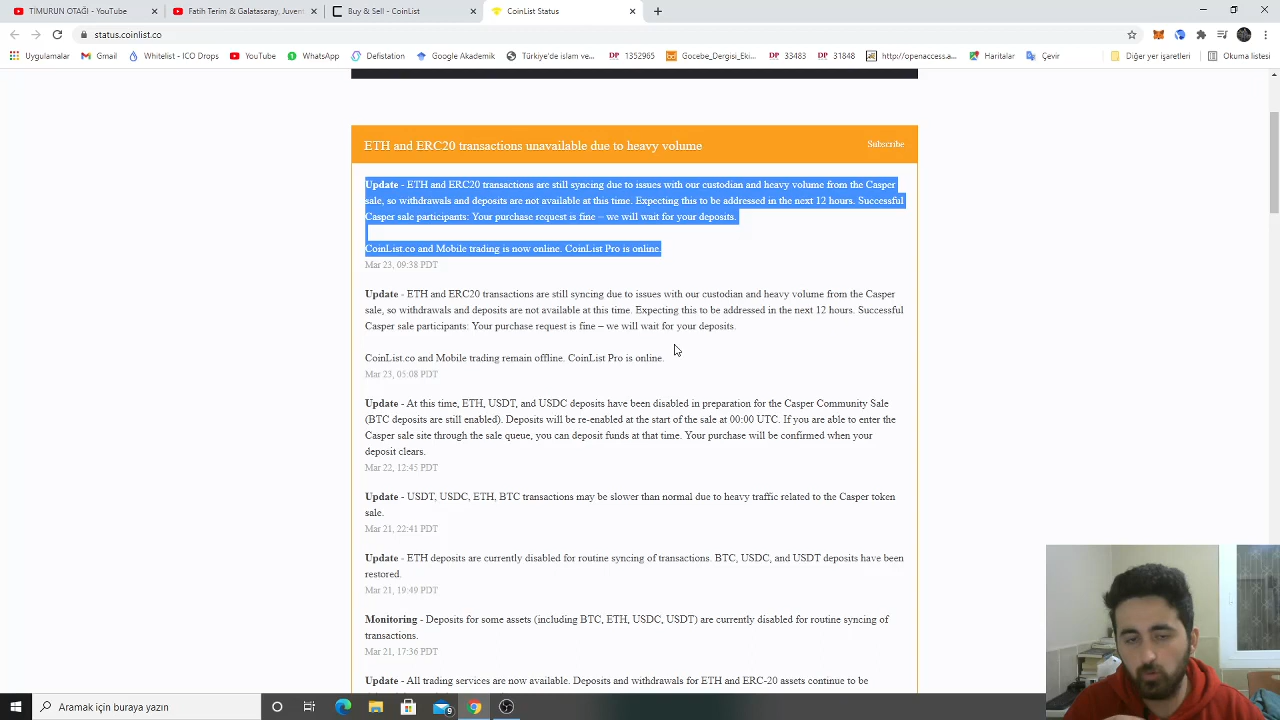 TİMURUN OTAĞI - YouTube
Fatih Terim & Galatasaray, Juvent
Buy & Sell - CoinList
CoinList Status
status.coinlist.co
Uygulamalar
Gmail
Whitelist - ICO Drops
YouTube
WhatsApp
Defistation
Google Akademik
Türkiye'de islam ve...
DP 1352965
Gocebe_Dergisi_Eki...
DP 33483
DP 31848
http://openaccess.a...
Haritalar
Çevir
Diğer yer işaretleri
Okuma listesi
ETH and ERC20 transactions unavailable due to heavy volume
Subscribe
Update - ETH and ERC20 transactions are still syncing due to issues with our custodian and heavy volume from the Casper
sale, so withdrawals and deposits are not available at this time. Expecting this to be addressed in the next 12 hours. Successful
Casper sale participants: Your purchase request is fine – we will wait for your deposits.
CoinList.co and Mobile trading is now online. CoinList Pro is online.
Mar 23, 09:38 PDT
Update - ETH and ERC20 transactions are still syncing due to issues with our custodian and heavy volume from the Casper
sale, so withdrawals and deposits are not available at this time. Expecting this to be addressed in the next 12 hours. Successful
Casper sale participants: Your purchase request is fine – we will wait for your deposits.
CoinList.co and Mobile trading remain offline. CoinList Pro is online.
Mar 23, 05:08 PDT
Update - At this time, ETH, USDT, and USDC deposits have been disabled in preparation for the Casper Community Sale
(BTC deposits are still enabled). Deposits will be re-enabled at the start of the sale at 00:00 UTC. If you are able to enter the
Casper sale site through the sale queue, you can deposit funds at that time. Your purchase will be confirmed when your
deposit clears.
Mar 22, 12:45 PDT
Update - USDT, USDC, ETH, BTC transactions may be slower than normal due to heavy traffic related to the Casper token
sale.
Mar 21, 22:41 PDT
Update - ETH deposits are currently disabled for routine syncing of transactions. BTC, USDC, and USDT deposits have been
restored.
Mar 21, 19:49 PDT
Monitoring - Deposits for some assets (including BTC, ETH, USDC, USDT) are currently disabled for routine syncing of
transactions.
Mar 21, 17:36 PDT
Update - All trading services are now available. Deposits and withdrawals for ETH and ERC-20 assets continue to be
Aramak için buraya yazın
9